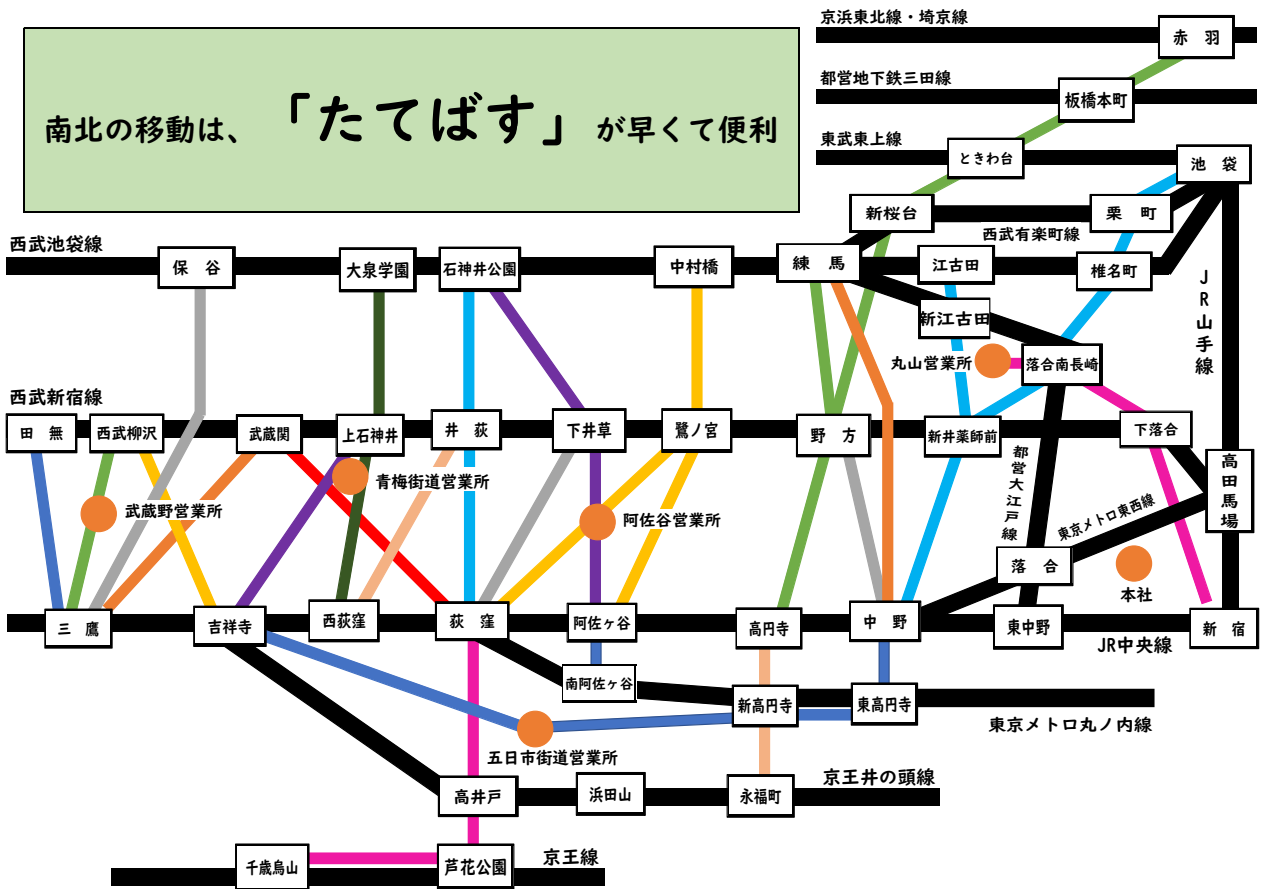 南北の移動は、「たてばす」が早くて便利
京浜東北線・埼京線
赤羽
都営地下鉄三田線
板橋本町
東武東上線
ときわ台
池袋
新桜台
栗町
西武有楽町線
西武池袋線
保谷
大泉学園
石神井公園
中村橋
練馬
江古田
椎名町
新江古田
JR山手線
丸山営業所
落合南長崎
西武新宿線
田無
西武柳沢
武蔵関
上石神井
井荻
下井草
鷺ノ宮
野方
新井薬師前
下落合
都営大江戸線
高田馬場
青梅街道営業所
武蔵野営業所
阿佐谷営業所
東京メトロ東西線
落合
本社
三鷹
吉祥寺
西荻窪
荻窪
阿佐ヶ谷
高円寺
中野
東中野
新宿
JR中央線
南阿佐ヶ谷
新高円寺
東高円寺
東京メトロ丸ノ内線
五日市街道営業所
京王井の頭線
高井戸
浜田山
永福町
京王線
千歳烏山
芦花公園